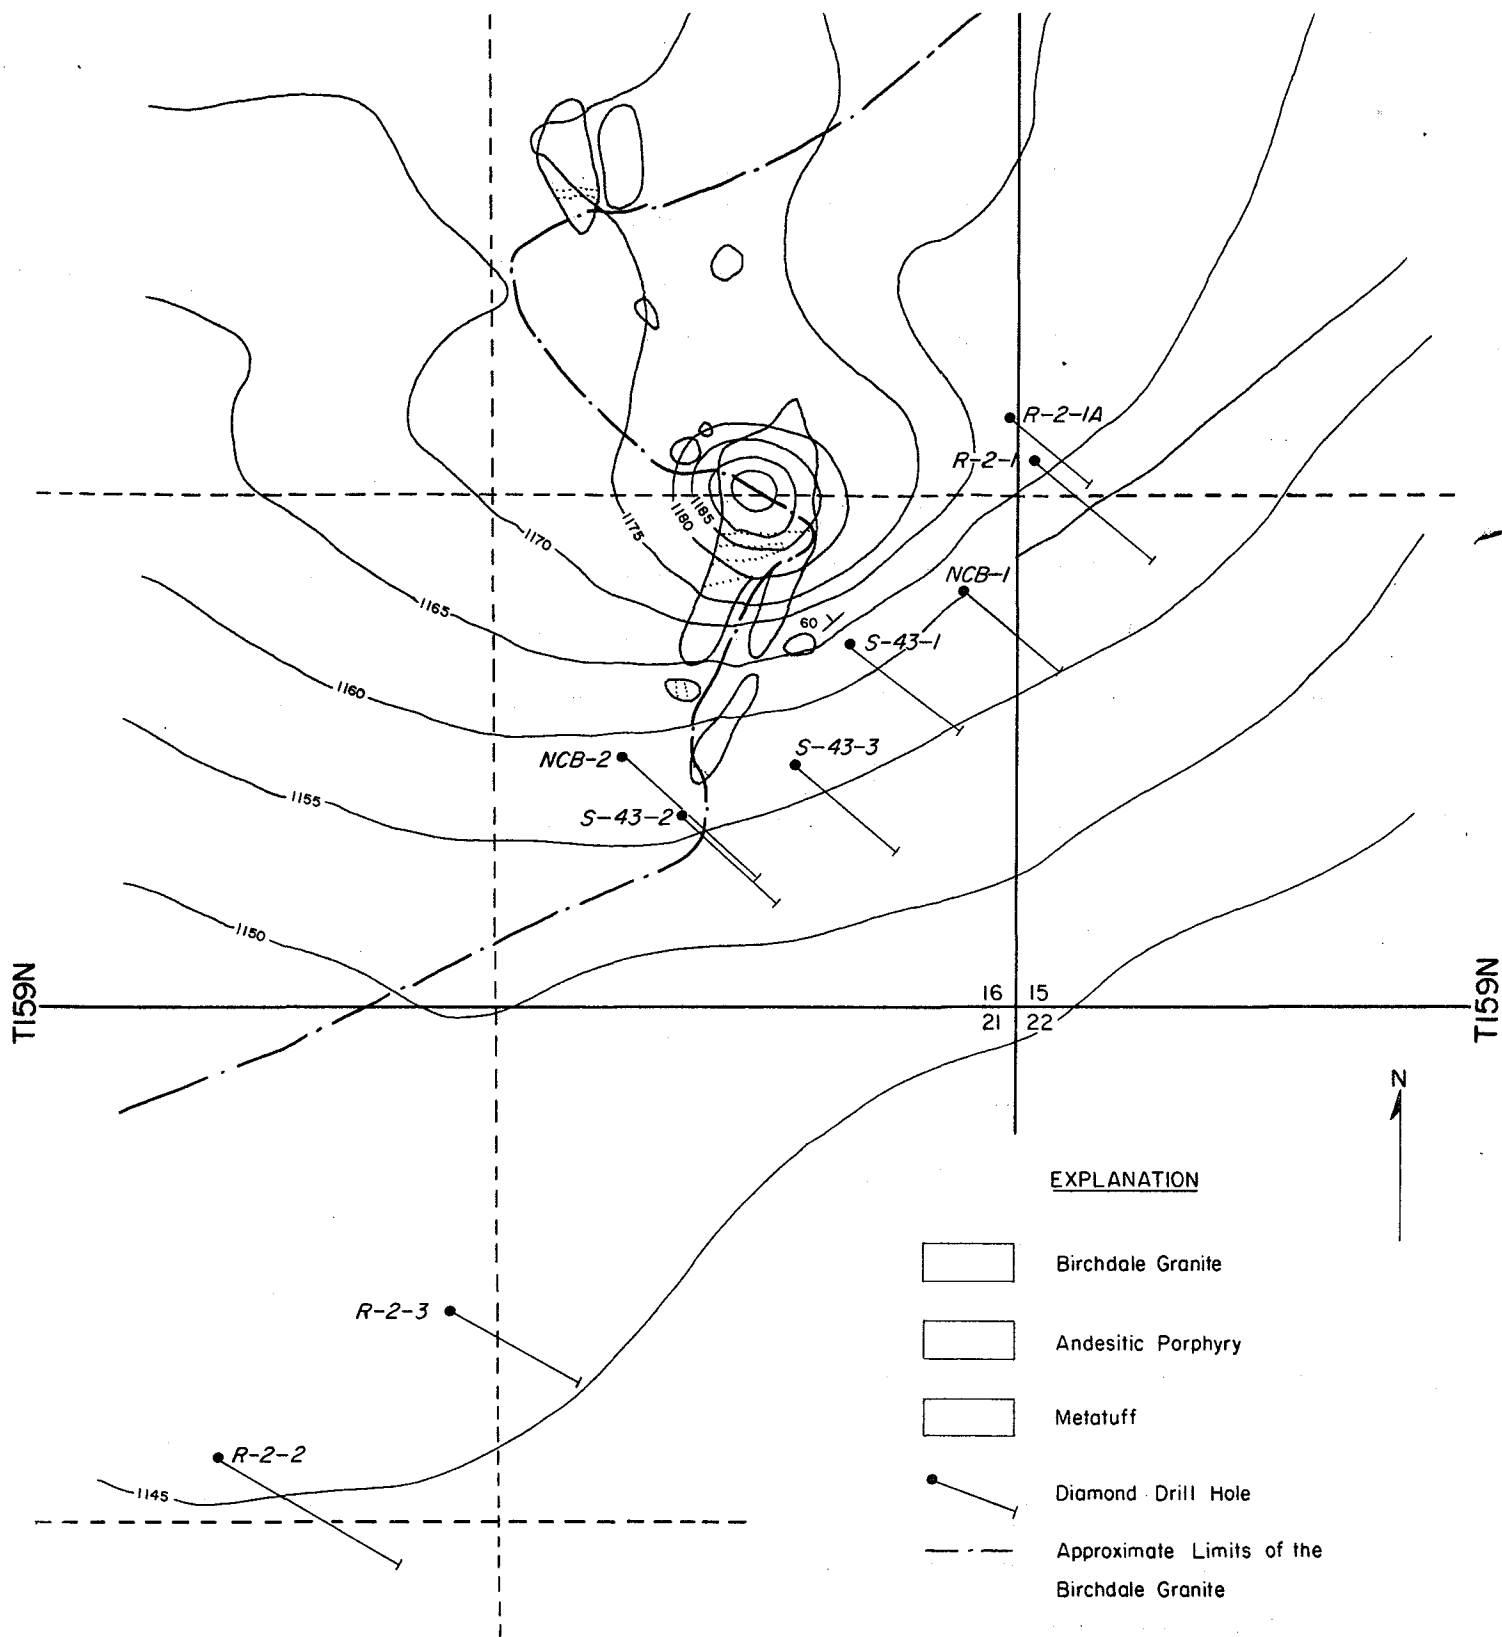 R-2-1A
R-2-1
1185
1180
1175
1170
NCB-1
1165
60
S-43-1
1160
S-43-3
NCB-2
1155
S-43-2
1150
T159N
T159N
16 15
21 22
N
EXPLANATION
Birchdale Granite
R-2-3
Andesitic Porphyry
Metatuff
R-2-2
1145
Diamond Drill Hole
Approximate Limits of the
Birchdale Granite